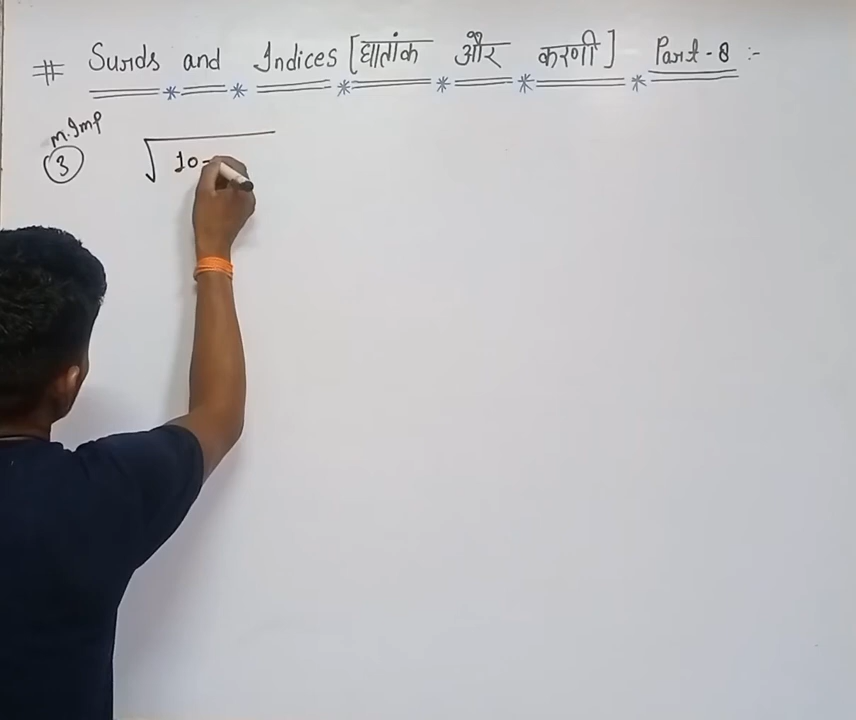 # Surds and Indices [घातांक और करणी] Part-8 :-
m.Imp
3 √10-